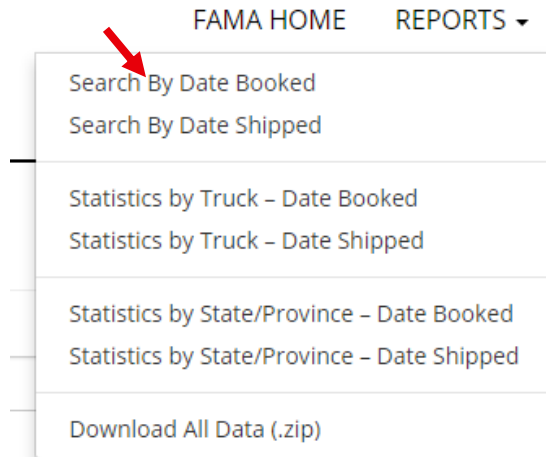 FAMA HOME REPORTS
Search By Date Booked
Search By Date Shipped
Statistics by Truck – Date Booked
Statistics by Truck – Date Shipped
Statistics by State/Province – Date Booked
Statistics by State/Province – Date Shipped
Download All Data (.zip)